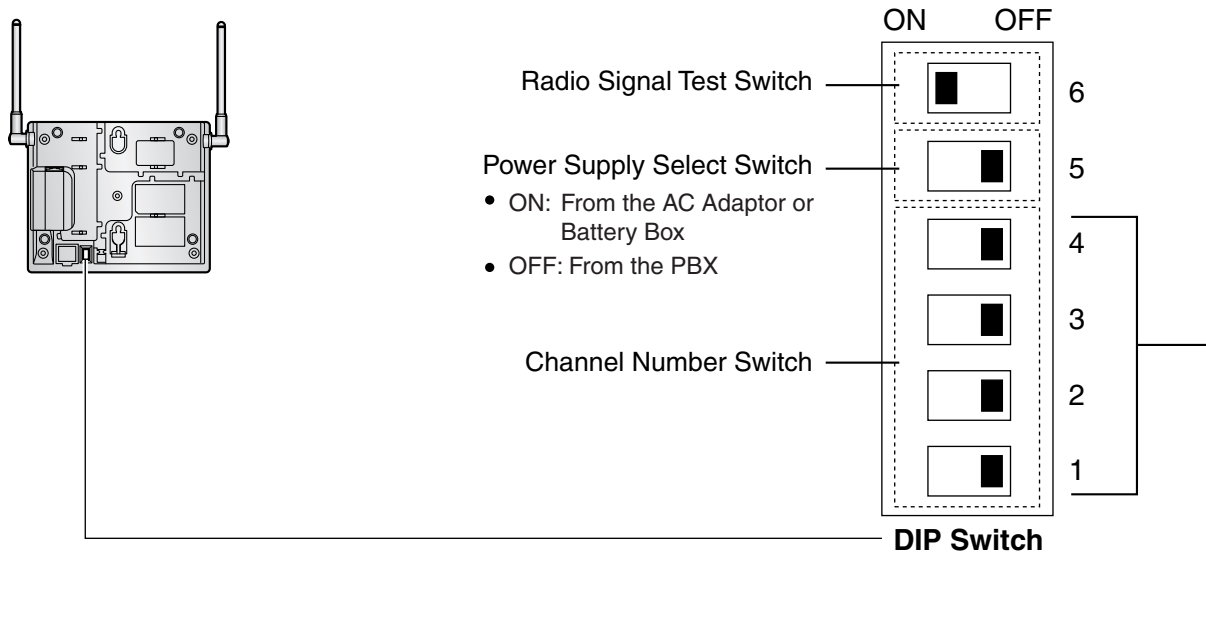 ON OFF
Radio Signal Test Switch
6
Power Supply Select Switch
5
• ON: From the AC Adaptor or
Battery Box
• OFF: From the PBX
4
3
Channel Number Switch
2
1
DIP Switch